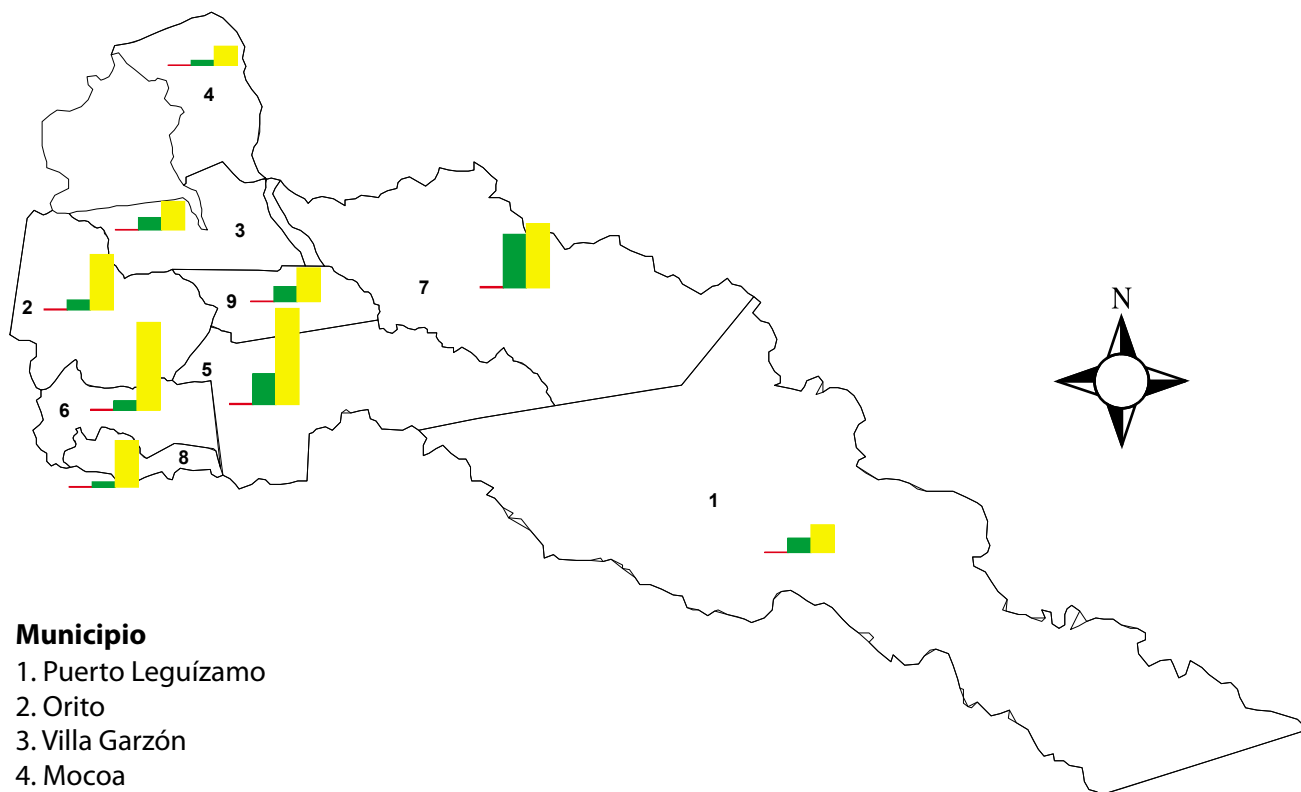 4
3
7
2
9
N
5
6
8
1
Municipio
1. Puerto Leguízamo
2. Orito
3. Villa Garzón
4. Mocoa